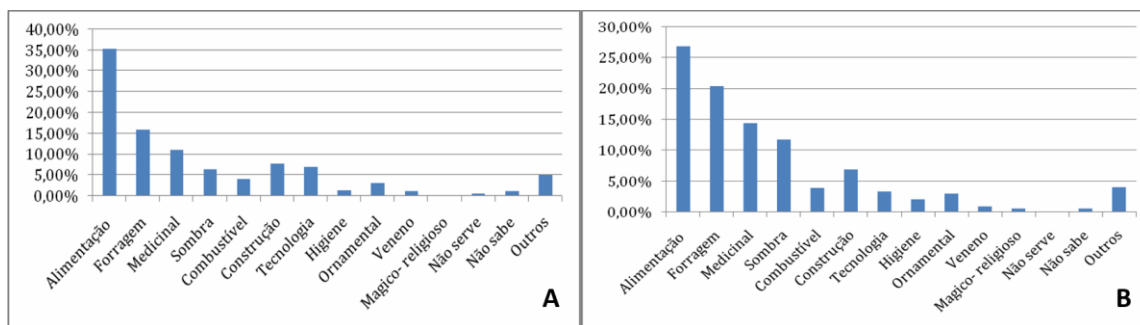 40,00%
35,00%
30,00%
25,00%
20,00%
15,00%
10,00%
5,00%
0,00%
Alimentação
Forragem
Medicinal
Sombra
Combustível
Construção
Tecnologia
Higiene
Ornamental
Veneno
Magico- religioso
Não serve
Não sabe
Outros
A
30,00%
25,00%
20,00%
15,00%
10,00%
5,00%
0,00%
Alimentação
Forragem
Medicinal
Sombra
Combustível
Construção
Tecnologia
Higiene
Ornamental
Veneno
Magico- religioso
Não serve
Não sabe
Outros
B